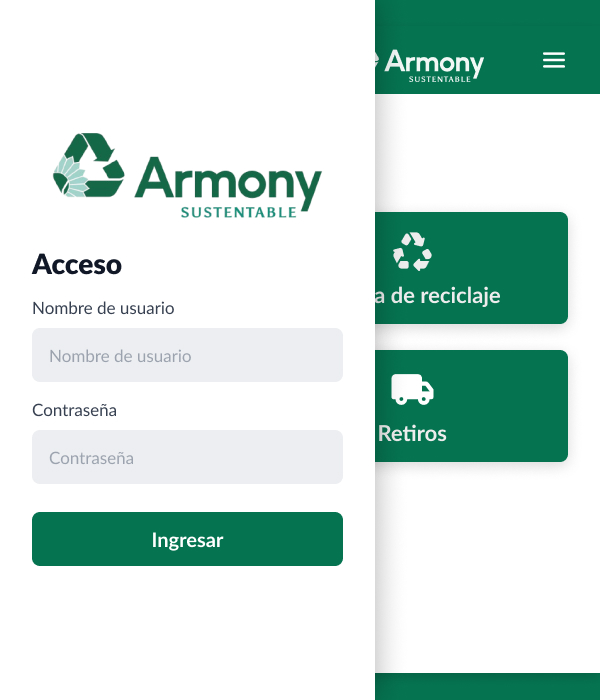 Armony
SUSTENTABLE
Acceso
Nombre de usuario
Nombre de usuario
Contraseña
Contraseña
Ingresar
Armony
SUSTENTABLE
a de reciclaje
Retiros